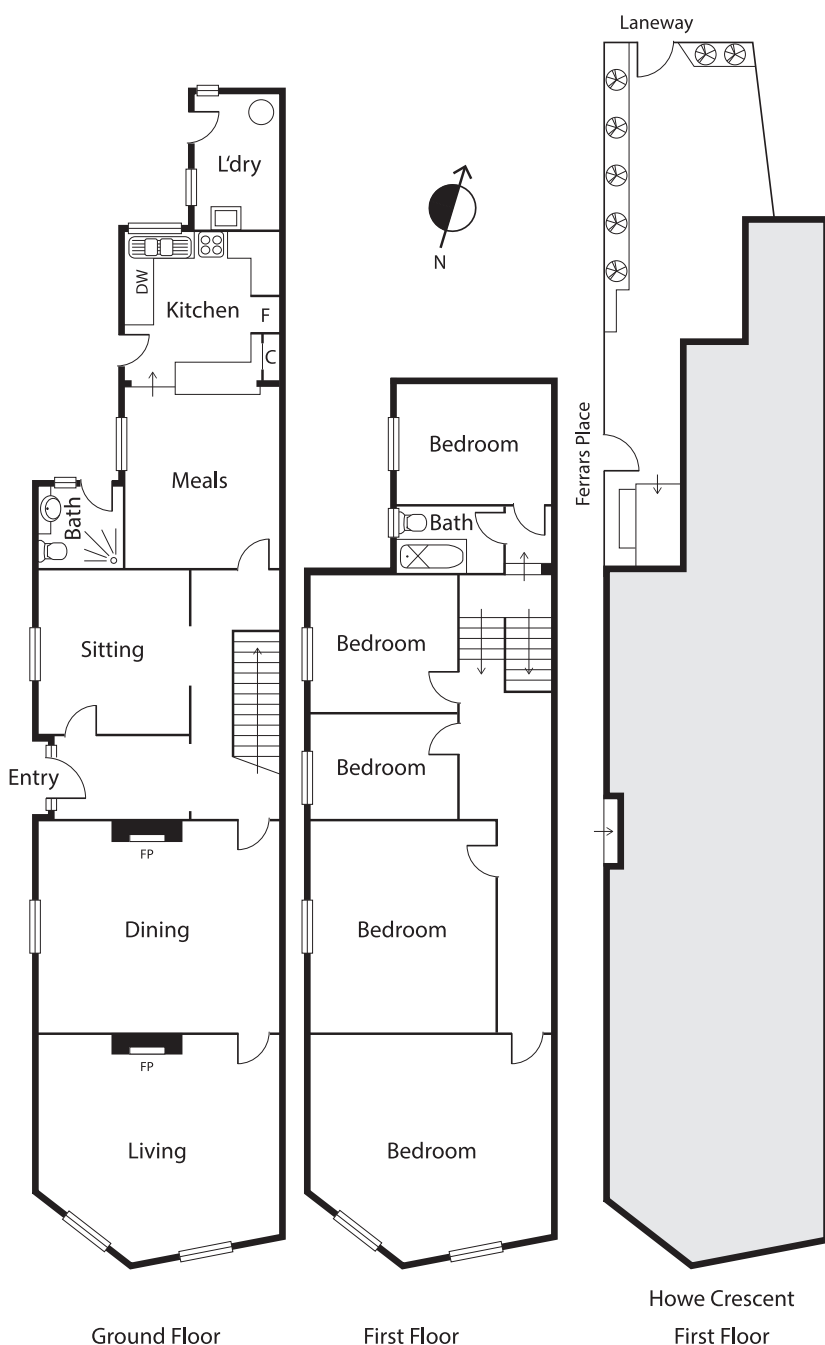 Laneway
L'dry
N
DW
Kitchen
F
C
Meals
Bath
Sitting
Entry
FP
Dining
FP
Living
Ground Floor
Bedroom
Bath
Bedroom
Bedroom
Bedroom
Bedroom
First Floor
Ferrars Place
Howe Crescent
First Floor